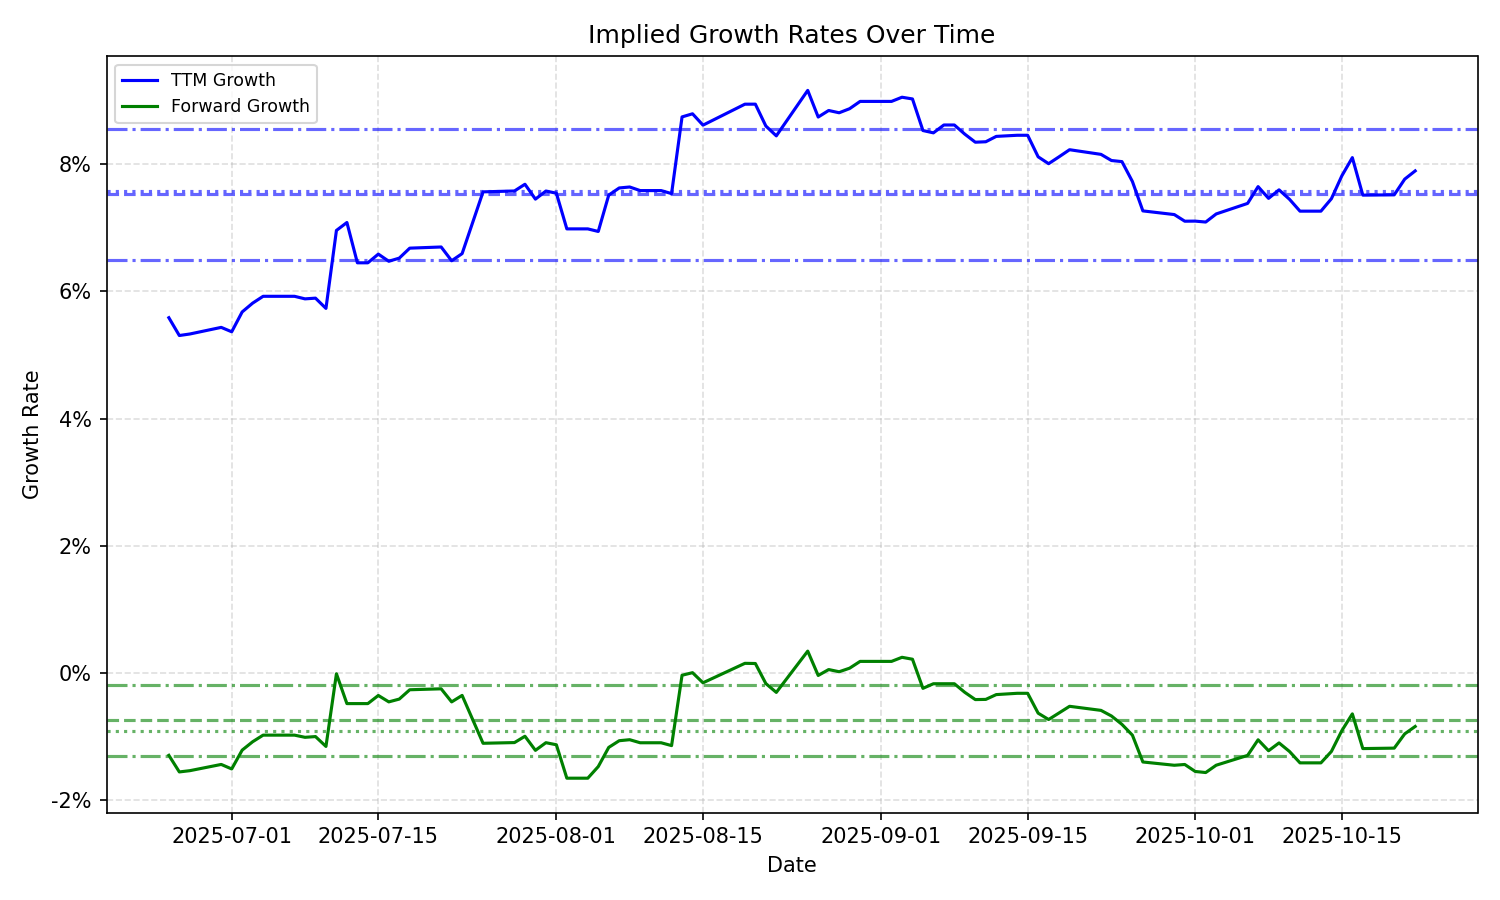 Implied Growth Rates Over Time
TTM Growth
Forward Growth
Growth Rate
8%
6%
4%
2%
0%
-2%
2025-07-01 2025-07-15 2025-08-01 2025-08-15 2025-09-01 2025-09-15 2025-10-01 2025-10-15
Date